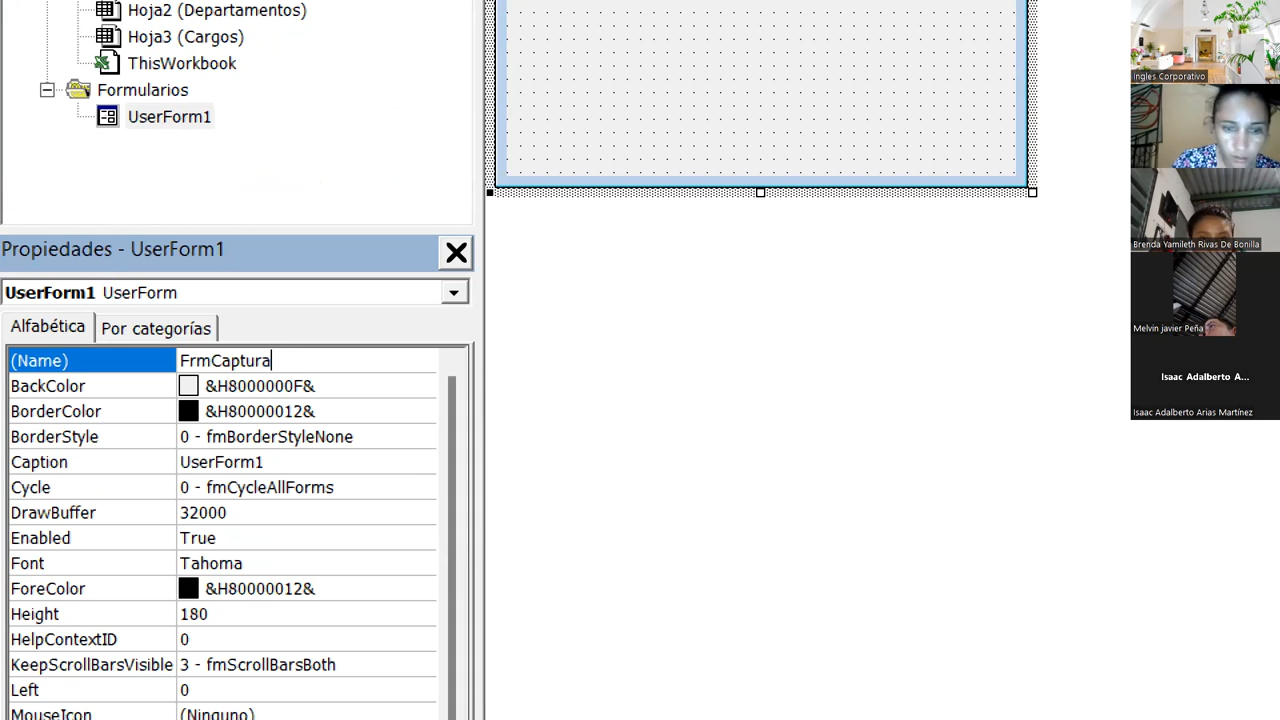 Hoja2 (Departamentos)
Hoja3 (Cargos)
ThisWorkbook
Formularios
UserForm1
Propiedades - UserForm1
UserForm1 UserForm
Alfabética
Por categorías
(Name) FrmCaptura
BackColor &H8000000F&
BorderColor &H80000012&
BorderStyle 0 - fmBorderStyleNone
Caption UserForm1
Cycle 0 - fmCycleAllForms
DrawBuffer 32000
Enabled True
Font Tahoma
ForeColor &H80000012&
Height 180
HelpContextID 0
KeepScrollBarsVisible 3 - fmScrollBarsBoth
Left 0
MouseIcon (Ninguno)
Ingles Corporativo
Brenda Yamileth Rivas De Bonilla
Melvin javier Peña
Isaac Adalberto A...
Isaac Adalberto Arias Martínez